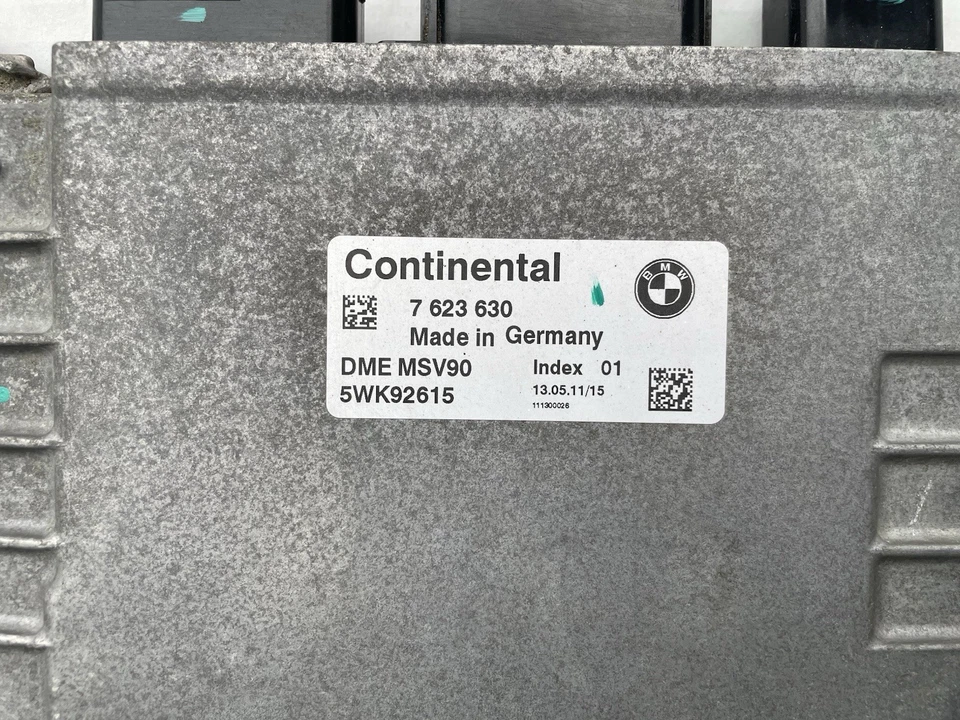 Continental
BMW
7 623 630
Made in Germany
DME MSV90 Index 01
5WK92615 13.05.11/15
111300026